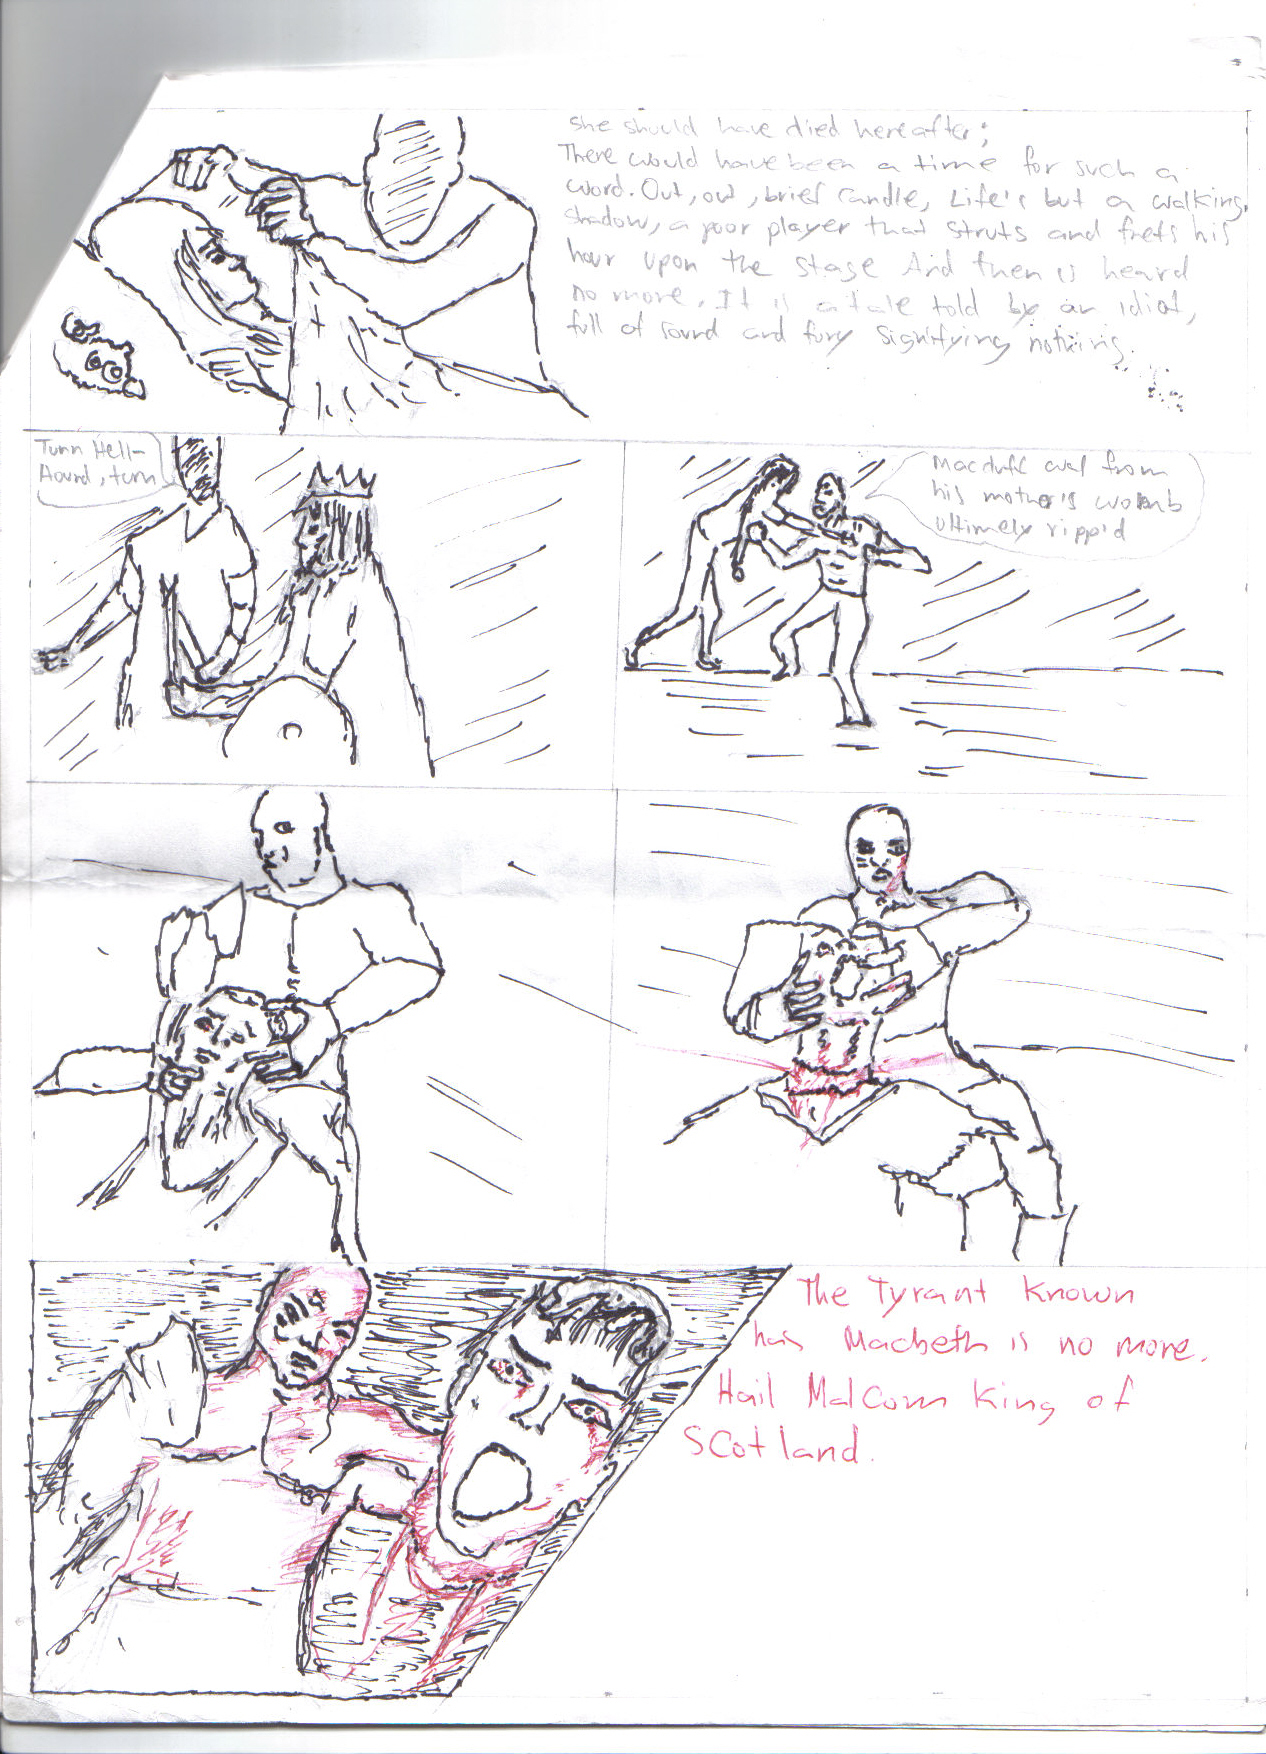 she should have died hereafter;
There would have been a time for such a
word. Out, out, brief candle, Life's but a walking
shadow, a poor player that struts and frets his
hour upon the stage And then is heard
no more. It is a tale told by an idiot,
full of sound and fury signifying nothing.
Turn Hell-
Hound, turn
Macduff was from
his mother's womb
ultimely ripp'd
The Tyrant Known
has Macbeth is no more.
Hail MalCom King of
SCotland.